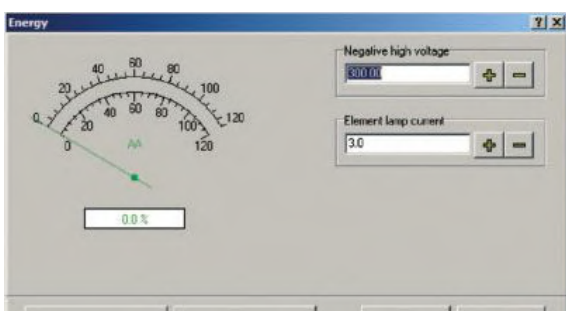 Energy
Negative high voltage
300.00
Element lamp current
3.0
0 20 40 60 80 100 120
0 20 40 60 80 100 120
AA
0.0 %